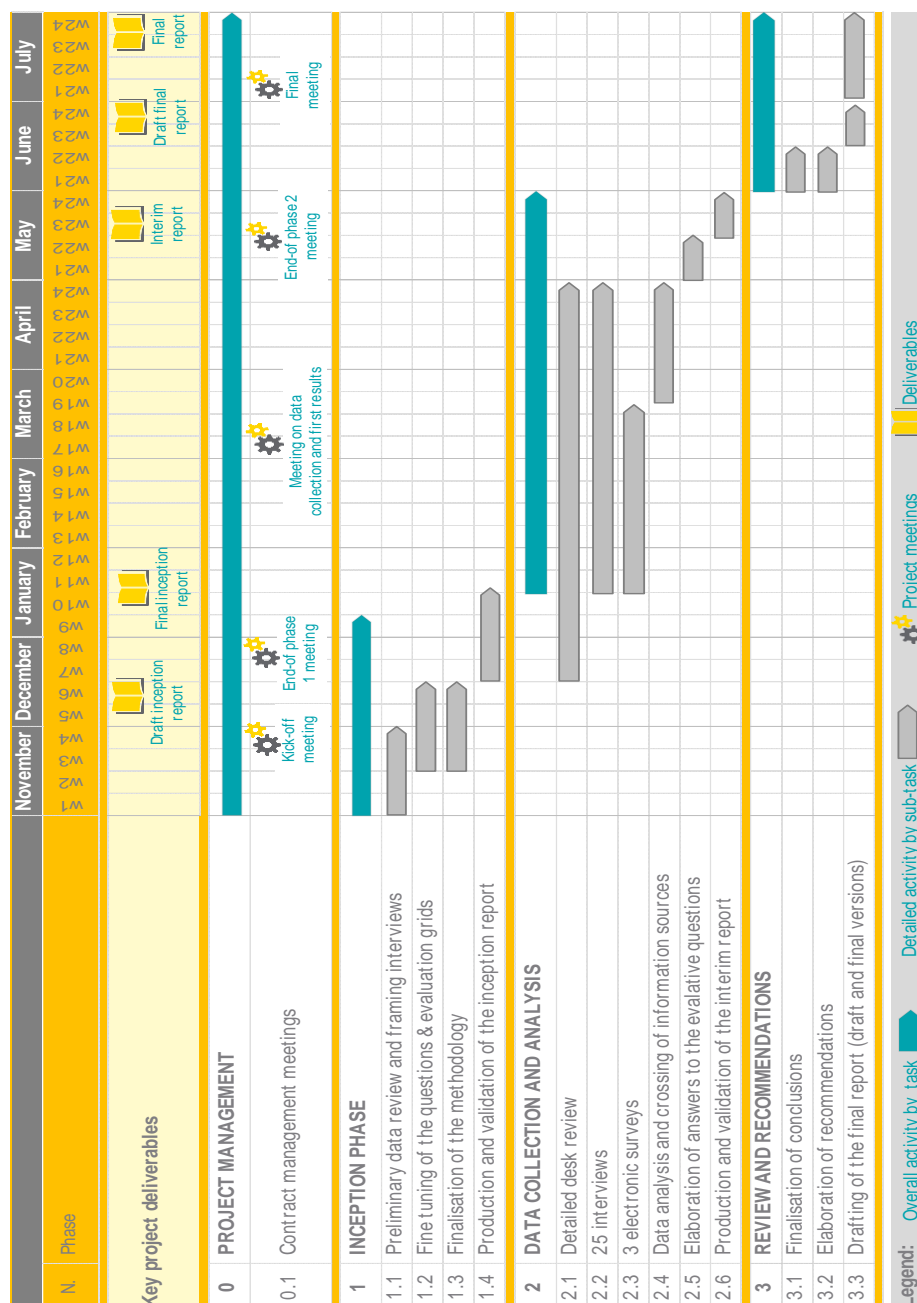 November December January February March April May June July
N. Phase w1 w2 w3 w4 w5 w6 w7 w8 w9 w10 w11 w12 w13 w14 w15 w16 w17 w18 w19 w20 w21 w22 w23 w24 w21 w22 w23 w24 w21 w22 w23 w24 w21 w22 w23 w24
Key project deliverables
Draft inception
report
Final inception
report
Interim
report
Draft final
report
Final
report
0 PROJECT MANAGEMENT
0.1 Contract management meetings
Kick-off
meeting
End-of phase
1 meeting
Meeting on data
collection and first results
End-of phase 2
meeting
Final
meeting
1 INCEPTION PHASE
1.1 Preliminary data review and framing interviews
1.2 Fine tuning of the questions & evaluation grids
1.3 Finalisation of the methodology
1.4 Production and validation of the inception report
2 DATA COLLECTION AND ANALYSIS
2.1 Detailed desk review
2.2 25 interviews
2.3 3 electronic surveys
2.4 Data analysis and crossing of information sources
2.5 Elaboration of answers to the evalative questions
2.6 Production and validation of the interim report
3 REVIEW AND RECOMMENDATIONS
3.1 Finalisation of conclusions
3.2 Elaboration of recommendations
3.3 Drafting of the final report (draft and final versions)
Legend: Overall activity by task Detailed activity by sub-task Project meetings Deliverables